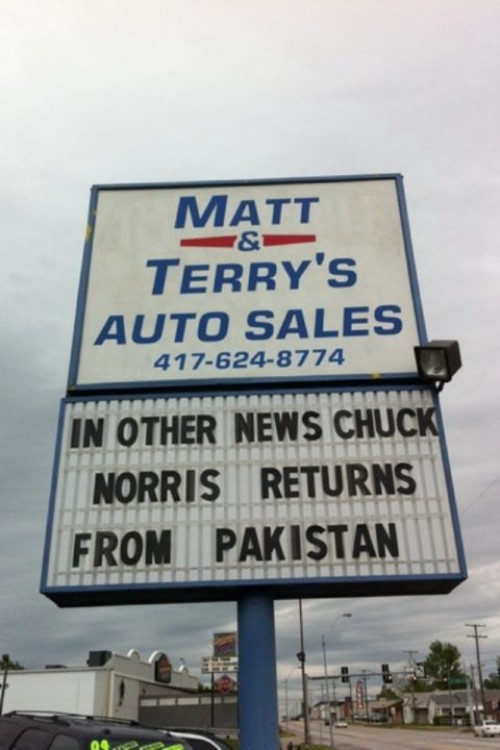 MATT
&
TERRY'S
AUTO SALES
417-624-8774
IN OTHER NEWS CHUCK
NORRIS RETURNS
FROM PAKISTAN